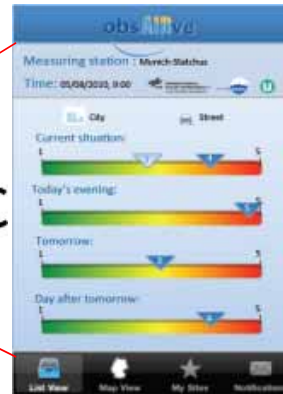 obsAIRve
Measuring station : Munich-Statchus
Time: 05/08/2010, 9:00
City Street
Current situation:
1 5
Today's evening:
1 5
Tomorrow:
1 5
Day after tomorrow:
1 5
List View Map View My Sites Notification